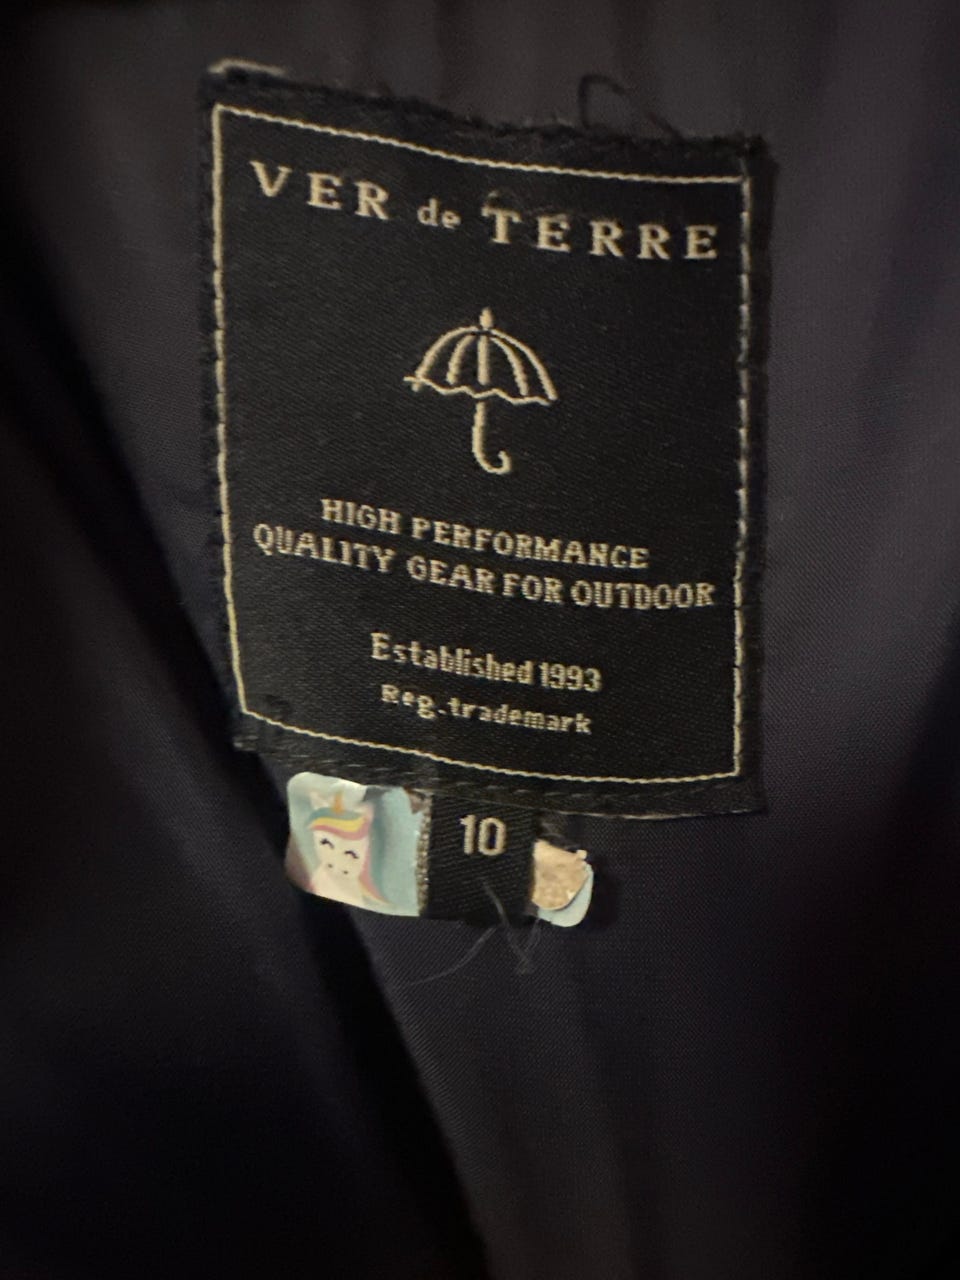 VER de TERRE
HIGH PERFORMANCE
QUALITY GEAR FOR OUTDOOR
Established 1993
Reg. trademark
10